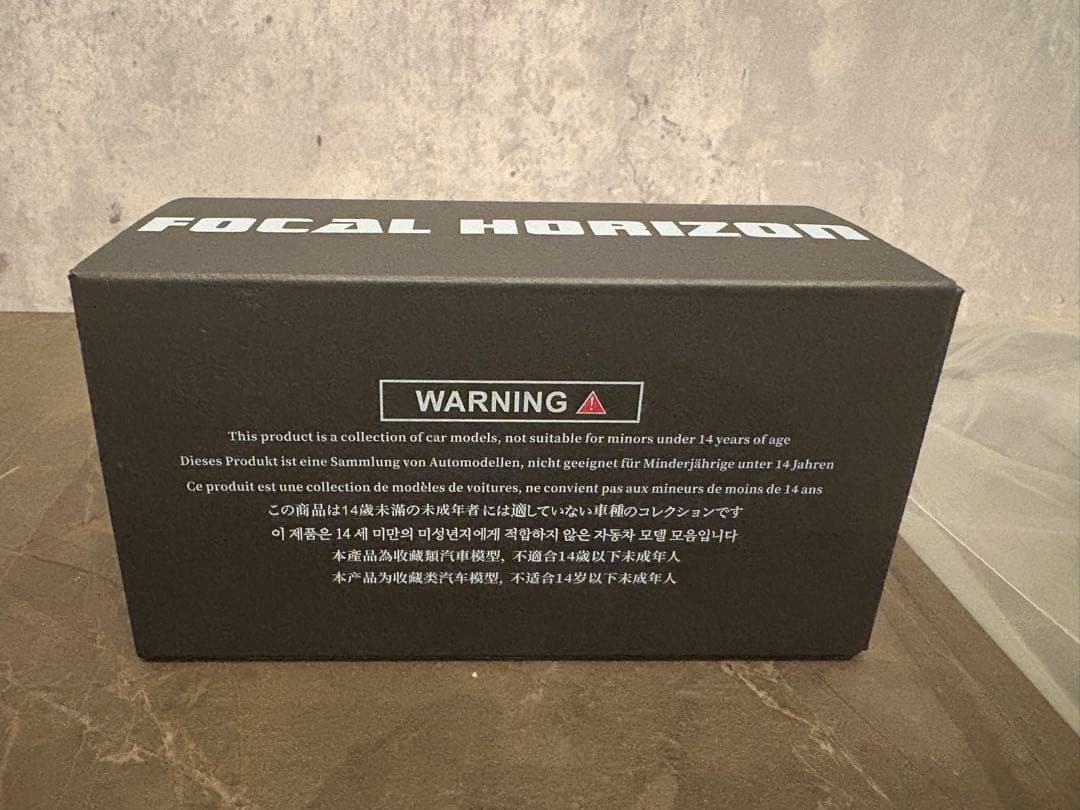 FOCAL HORIZON
WARNING
This product is a collection of car models, not suitable for minors under 14 years of age
Dieses Produkt ist eine Sammlung von Automodellen, nicht geeignet für Minderjährige unter 14 Jahren
Ce produit est une collection de modèles de voitures, ne convient pas aux mineurs de moins de 14 ans
この商品は14歳未満の未成年者には適していない車種のコレクションです
이 제품은 14 세 미만의 미성년지에게 적합하지 않은 자동차 모델 모음입니다
本產品為收藏類汽車模型, 不適合14歲以下未成年人
本产品为收藏类汽车模型, 不适合14岁以下未成年人